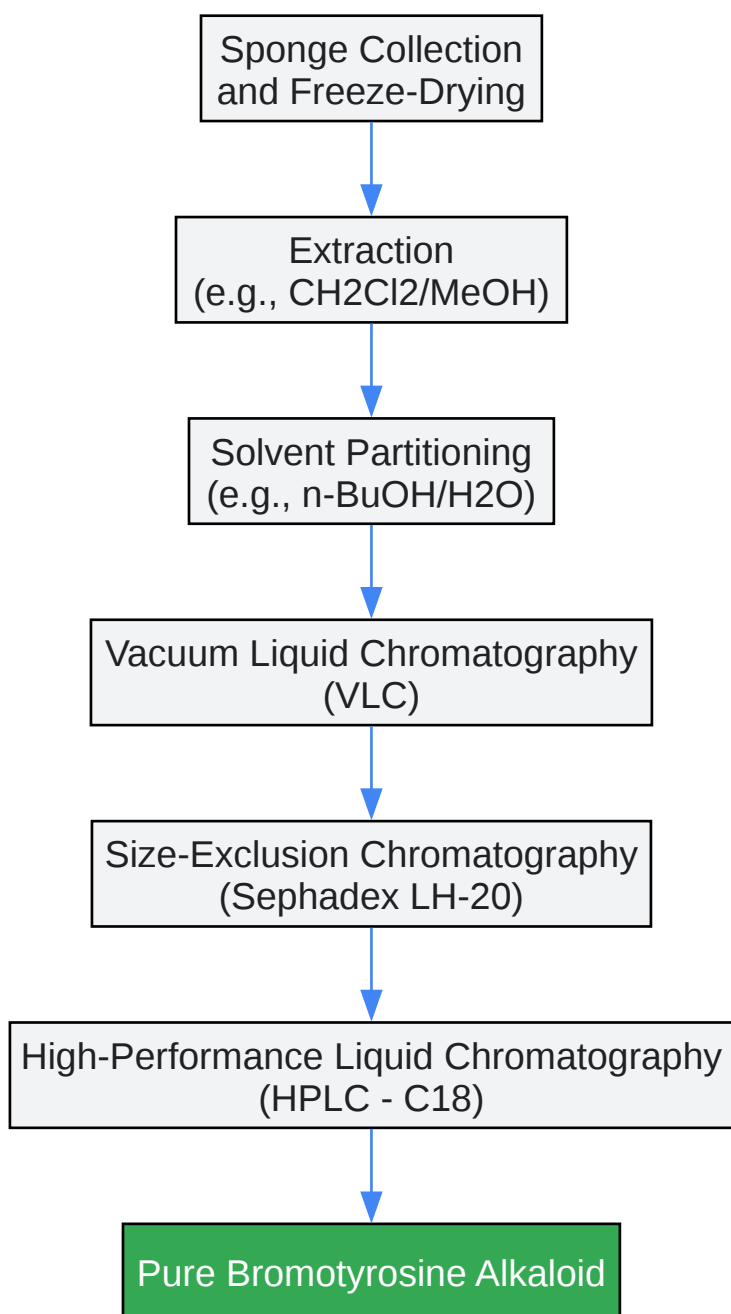 Sponge Collection
and Freeze-Drying
Extraction
(e.g., CH2Cl2/MeOH)
Solvent Partitioning
(e.g., n-BuOH/H2O)
Vacuum Liquid Chromatography
(VLC)
Size-Exclusion Chromatography
(Sephadex LH-20)
High-Performance Liquid Chromatography
(HPLC - C18)
Pure Bromotyrosine Alkaloid